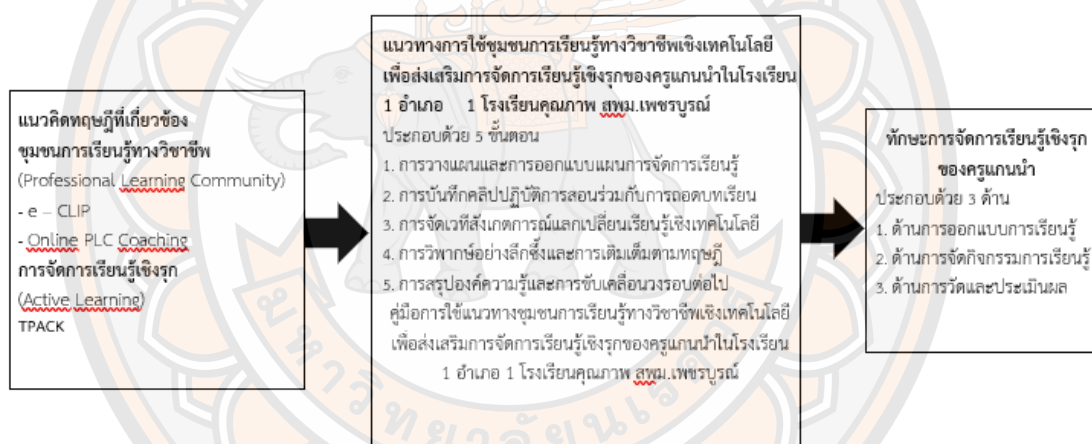 แนวคิดทฤษฎีที่เกี่ยวข้อง
ชุมชนการเรียนรู้ทางวิชาชีพ
(Professional Learning Community)
- e – CLIP
- Online PLC Coaching
การจัดการเรียนรู้เชิงรุก
(Active Learning)
TPACK
แนวทางการใช้ชุมชนการเรียนรู้ทางวิชาชีพเชิงเทคโนโลยี
เพื่อส่งเสริมการจัดการเรียนรู้เชิงรุกของครูแกนนำในโรงเรียน
1 อำเภอ 1 โรงเรียนคุณภาพ สพม.เพชรบูรณ์
ประกอบด้วย 5 ขั้นตอน
1. การวางแผนและการออกแบบแผนการจัดการเรียนรู้
2. การบันทึกคลิปปฏิบัติการสอนร่วมกับการถอดบทเรียน
3. การจัดเวทีสังเกตการณ์แลกเปลี่ยนเรียนรู้เชิงเทคโนโลยี
4. การวิพากษ์อย่างลึกซึ้งและการเติมเต็มตามทฤษฎี
5. การสรุปองค์ความรู้และการขับเคลื่อนวงรอบต่อไป
คู่มือการใช้แนวทางชุมชนการเรียนรู้ทางวิชาชีพเชิงเทคโนโลยี
เพื่อส่งเสริมการจัดการเรียนรู้เชิงรุกของครูแกนนำในโรงเรียน
1 อำเภอ 1 โรงเรียนคุณภาพ สพม.เพชรบูรณ์
ทักษะการจัดการเรียนรู้เชิงรุก
ของครูแกนนำ
ประกอบด้วย 3 ด้าน
1. ด้านการออกแบบการเรียนรู้
2. ด้านการจัดกิจกรรมการเรียนรู้
3. ด้านการวัดและประเมินผล